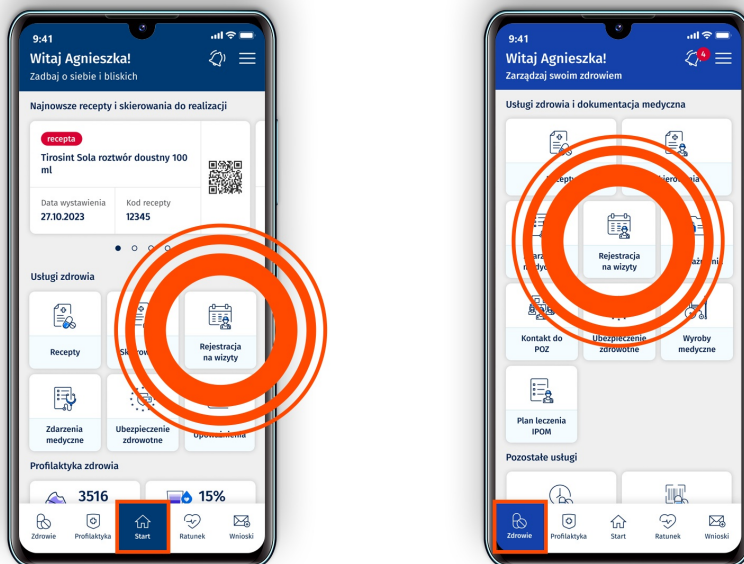 9:41
Witaj Agnieszka!
Zadbaj o siebie i bliskich
Najnowsze recepty i skierowania do realizacji
recepta
Tirosint Sola roztwór doustny 100
ml
Data wystawienia
27.10.2023
Kod recepty
12345
Usługi zdrowia
Recepty
Rejestracja
na wizyty
Zdarzenia
medyczne
Ubezpieczenie
zdrowotne
Upoważnienia
Profilaktyka zdrowia
3516
15%
Zdrowie
Profilaktyka
Start
Ratunek
Wnioski
9:41
Witaj Agnieszka!
Zarządzaj swoim zdrowiem
4
Usługi zdrowia i dokumentacja medyczna
Rejestracja
na wizyty
Kontakt do
POZ
Ubezpieczenie
zdrowotne
Wyroby
medyczne
Plan leczenia
IPOM
Pozostałe usługi
Zdrowie
Profilaktyka
Start
Ratunek
Wnioski